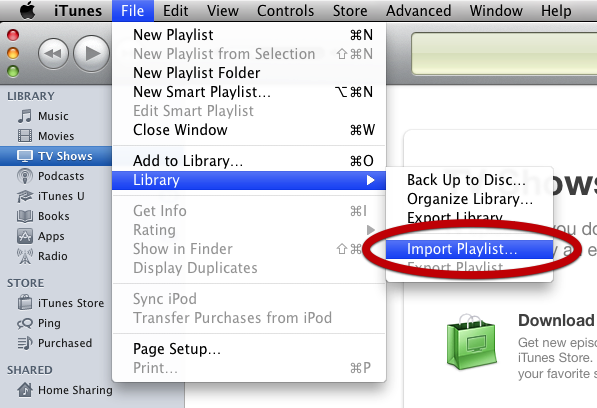 iTunes File Edit View Controls Store Advanced Window Help
New Playlist ⌘N
New Playlist from Selection ⇧⌘N
New Playlist Folder
New Smart Playlist... ⌥⌘N
Edit Smart Playlist
Close Window ⌘W
Add to Library... ⌘O
Library
Get Info ⌘I
Rating
Show in Finder ⇧⌘
Display Duplicates
Sync iPod
Transfer Purchases from iPod
Page Setup...
Print... ⌘P
Back Up to Disc...
Organize Library...
Export Library
Import Playlist...
Export Playlist
LIBRARY
Music
Movies
TV Shows
Podcasts
iTunes U
Books
Apps
Radio
STORE
iTunes Store
Ping
Purchased
SHARED
Home Sharing
Shows
you do
y an e
Download
Get new episo
iTunes Store.
your favorite s